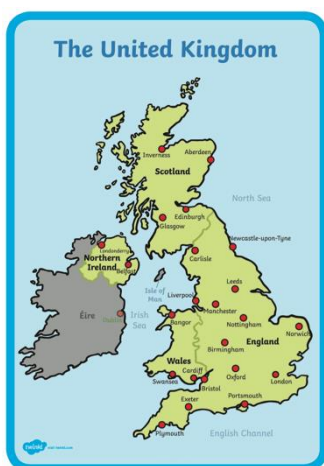 The United Kingdom
Inverness
Aberdeen
Scotland
North Sea
Edinburgh
Glasgow
Newcastle-upon-Tyne
Londonderry
Northern
Ireland
Belfast
Carlisle
Isle of
Man
Leeds
Liverpool
Manchester
Éire
Dublin
Irish
Sea
Bangor
Nottingham
Norwich
Wales
Birmingham
England
Cardiff
Swansea
Oxford
London
Bristol
Portsmouth
Exeter
Plymouth
English Channel
twinkl